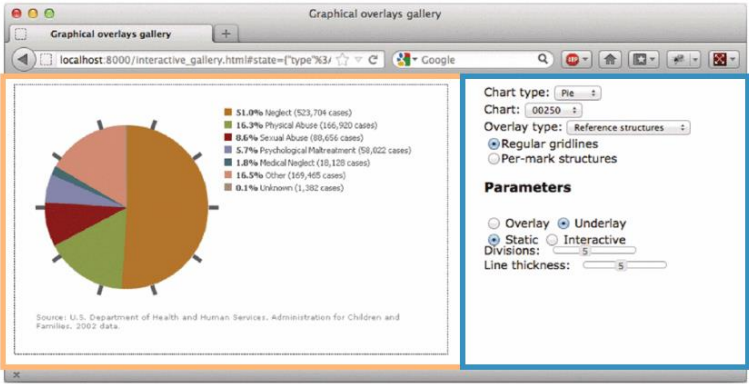 Graphical overlays gallery
Graphical overlays gallery
localhost:8000/interactive_gallery.html#state={"type"%3A
Google
ABP
51.0% Neglect (523,704 cases)
16.3% Physical Abuse (166,920 cases)
8.6% Sexual Abuse (88,656 cases)
5.7% Psychological Maltreatment (58,022 cases)
1.8% Medical Neglect (18,128 cases)
16.5% Other (169,465 cases)
0.1% Unknown (1,382 cases)
Source: U.S. Department of Health and Human Services, Administration for Children and
Families, 2002 data.
Chart type: Pie
Chart: 00250
Overlay type: Reference structures
Regular gridlines
Per-mark structures
Parameters
Overlay Underlay
Static Interactive
Divisions: 5
Line thickness: 5